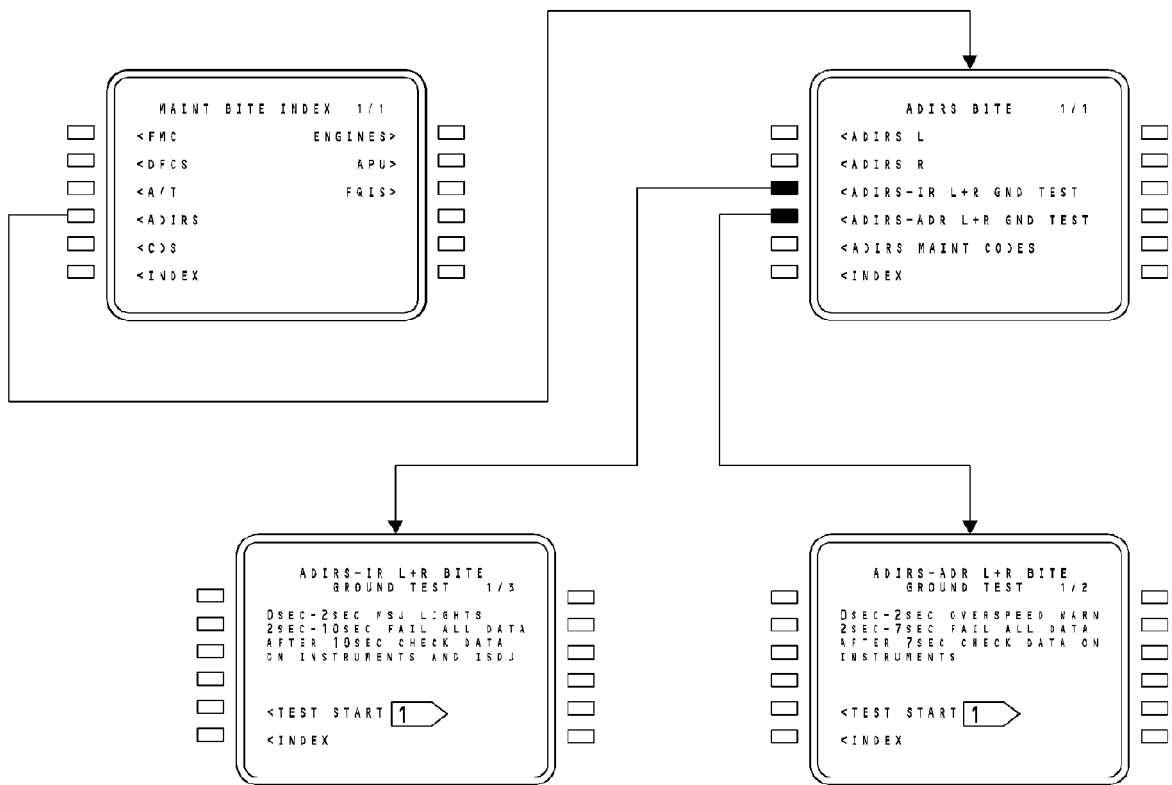 MAINT BITE INDEX 1/1
<FMC ENGINES>
<DFCS APU>
<A/T FQIS>
<ADIRS
<CDS
<INDEX
ADIRS BITE 1/1
<ADIRS L
<ADIRS R
<ADIRS-IR L+R GND TEST
<ADIRS-ADR L+R GND TEST
<ADIRS MAINT CODES
<INDEX
ADIRS-IR L+R BITE
GROUND TEST 1/3
0SEC-2SEC MSU LIGHTS
2SEC-10SEC FAIL ALL DATA
AFTER 10SEC CHECK DATA
ON INSTRUMENTS AND ISDU
<TEST START 1
<INDEX
ADIRS-ADR L+R BITE
GROUND TEST 1/2
0SEC-2SEC OVERSPEED WARN
2SEC-7SEC FAIL ALL DATA
AFTER 7SEC CHECK DATA ON
INSTRUMENTS
<TEST START 1
<INDEX